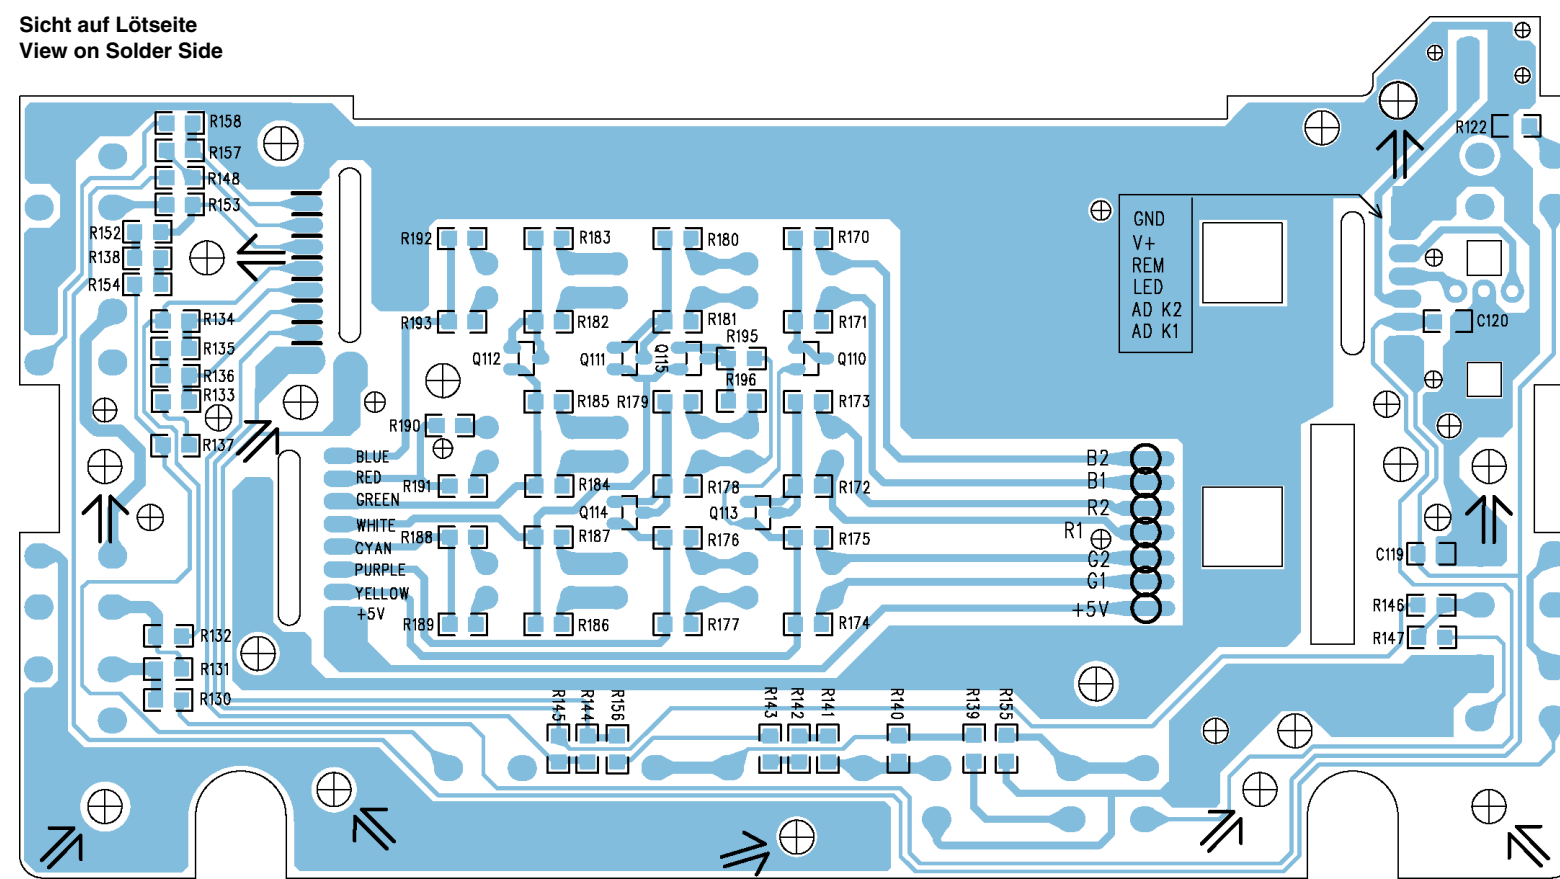 Sicht auf Lötseite
View on Solder Side
R158
R157
R148
R153
R152
R138
R154
R134
R135
R136
R133
R137
R132
R131
R130
R192
R183
R180
R170
R193
R182
R181
R171
R195
Q112
Q111
Q115
Q110
R196
R185
R179
R173
R190
R191
R184
R178
R172
Q114
Q113
R188
R187
R176
R175
R189
R186
R177
R174
BLUE
RED
GREEN
WHITE
CYAN
PURPLE
YELLOW
+5V
R145
R144
R156
R143
R142
R141
R140
R139
R155
GND
V+
REM
LED
AD K2
AD K1
B2
B1
R2
R1
G2
G1
+5V
R122
C120
C119
R146
R147